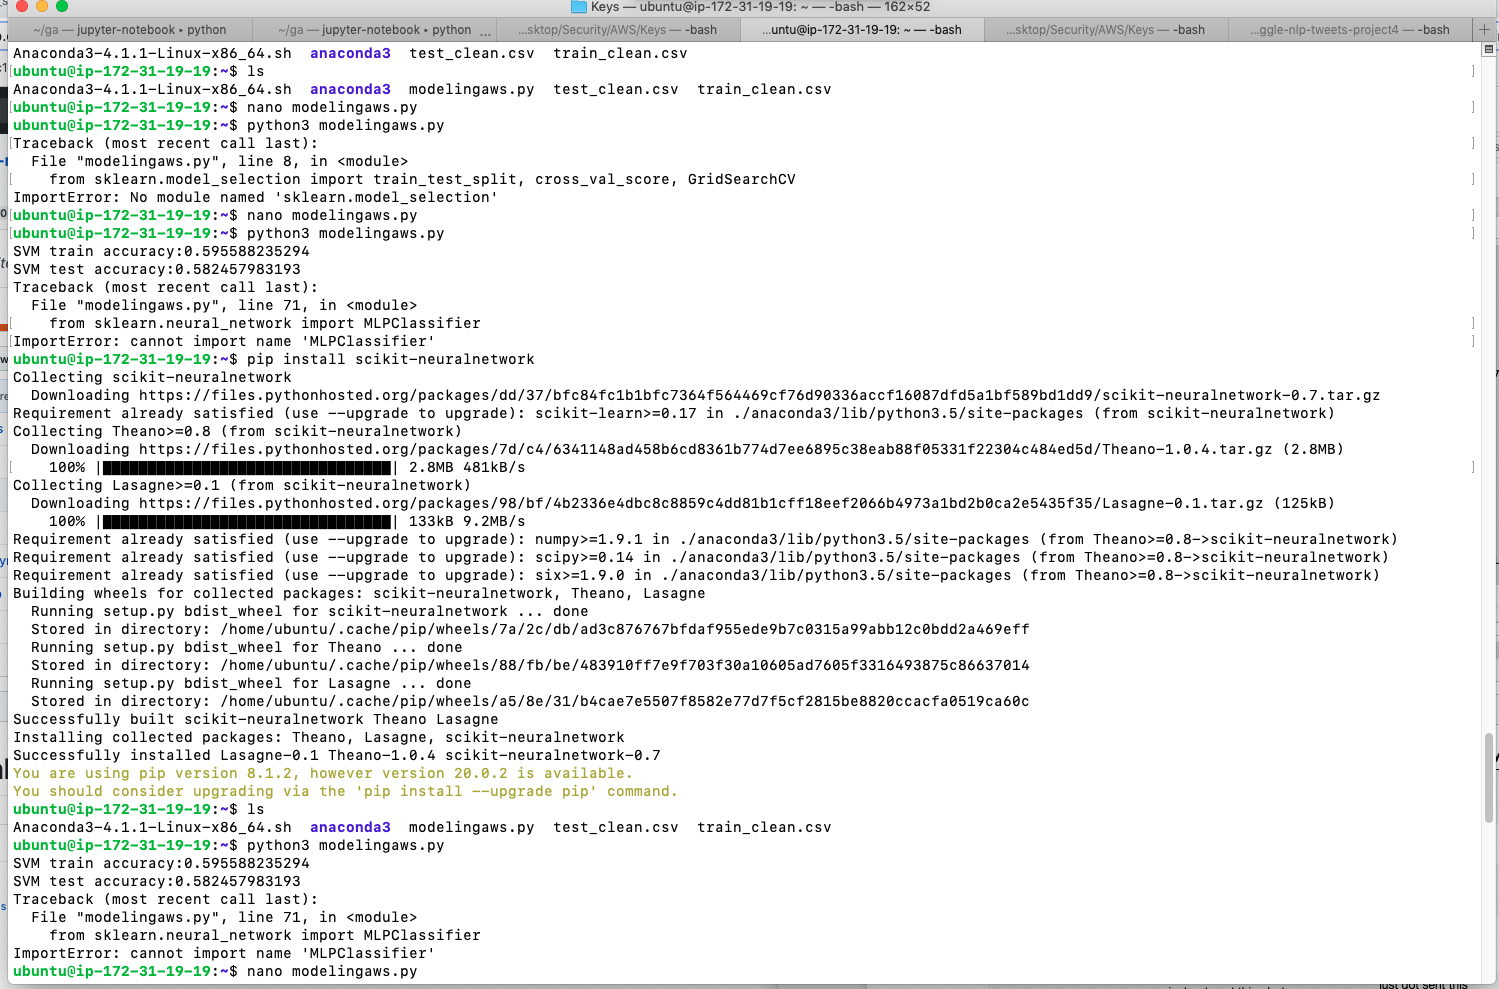 Keys — ubuntu@ip-172-31-19-19: ~ — -bash — 162×52
~/ga — jupyter-notebook ▸ python
~/ga — jupyter-notebook ▸ python ...
...sktop/Security/AWS/Keys — -bash
...untu@ip-172-31-19-19: ~ — -bash
...sktop/Security/AWS/Keys — -bash
...ggle-nlp-tweets-project4 — -bash
Anaconda3-4.1.1-Linux-x86_64.sh  anaconda3  test_clean.csv  train_clean.csv
ubuntu@ip-172-31-19-19:~$ ls
Anaconda3-4.1.1-Linux-x86_64.sh  anaconda3  modelingaws.py  test_clean.csv  train_clean.csv
ubuntu@ip-172-31-19-19:~$ nano modelingaws.py
ubuntu@ip-172-31-19-19:~$ python3 modelingaws.py
Traceback (most recent call last):
  File "modelingaws.py", line 8, in <module>
    from sklearn.model_selection import train_test_split, cross_val_score, GridSearchCV
ImportError: No module named 'sklearn.model_selection'
ubuntu@ip-172-31-19-19:~$ nano modelingaws.py
ubuntu@ip-172-31-19-19:~$ python3 modelingaws.py
SVM train accuracy:0.595588235294
SVM test accuracy:0.582457983193
Traceback (most recent call last):
  File "modelingaws.py", line 71, in <module>
    from sklearn.neural_network import MLPClassifier
ImportError: cannot import name 'MLPClassifier'
ubuntu@ip-172-31-19-19:~$ pip install scikit-neuralnetwork
Collecting scikit-neuralnetwork
  Downloading https://files.pythonhosted.org/packages/dd/37/bfc84fc1b1bfc7364f564469cf76d90336accf16087dfd5a1bf589bd1dd9/scikit-neuralnetwork-0.7.tar.gz
Requirement already satisfied (use --upgrade to upgrade): scikit-learn>=0.17 in ./anaconda3/lib/python3.5/site-packages (from scikit-neuralnetwork)
Collecting Theano>=0.8 (from scikit-neuralnetwork)
  Downloading https://files.pythonhosted.org/packages/7d/c4/6341148ad458b6cd8361b774d7ee6895c38eab88f05331f22304c484ed5d/Theano-1.0.4.tar.gz (2.8MB)
    100% |████████████████████████████████| 2.8MB 481kB/s
Collecting Lasagne>=0.1 (from scikit-neuralnetwork)
  Downloading https://files.pythonhosted.org/packages/98/bf/4b2336e4dbc8c8859c4dd81b1cff18eef2066b4973a1bd2b0ca2e5435f35/Lasagne-0.1.tar.gz (125kB)
    100% |████████████████████████████████| 133kB 9.2MB/s
Requirement already satisfied (use --upgrade to upgrade): numpy>=1.9.1 in ./anaconda3/lib/python3.5/site-packages (from Theano>=0.8->scikit-neuralnetwork)
Requirement already satisfied (use --upgrade to upgrade): scipy>=0.14 in ./anaconda3/lib/python3.5/site-packages (from Theano>=0.8->scikit-neuralnetwork)
Requirement already satisfied (use --upgrade to upgrade): six>=1.9.0 in ./anaconda3/lib/python3.5/site-packages (from Theano>=0.8->scikit-neuralnetwork)
Building wheels for collected packages: scikit-neuralnetwork, Theano, Lasagne
  Running setup.py bdist_wheel for scikit-neuralnetwork ... done
  Stored in directory: /home/ubuntu/.cache/pip/wheels/7a/2c/db/ad3c876767bfdaf955ede9b7c0315a99abb12c0bdd2a469eff
  Running setup.py bdist_wheel for Theano ... done
  Stored in directory: /home/ubuntu/.cache/pip/wheels/88/fb/be/483910ff7e9f703f30a10605ad7605f3316493875c86637014
  Running setup.py bdist_wheel for Lasagne ... done
  Stored in directory: /home/ubuntu/.cache/pip/wheels/a5/8e/31/b4cae7e5507f8582e77d7f5cf2815be8820ccacfa0519ca60c
Successfully built scikit-neuralnetwork Theano Lasagne
Installing collected packages: Theano, Lasagne, scikit-neuralnetwork
Successfully installed Lasagne-0.1 Theano-1.0.4 scikit-neuralnetwork-0.7
You are using pip version 8.1.2, however version 20.0.2 is available.
You should consider upgrading via the 'pip install --upgrade pip' command.
ubuntu@ip-172-31-19-19:~$ ls
Anaconda3-4.1.1-Linux-x86_64.sh  anaconda3  modelingaws.py  test_clean.csv  train_clean.csv
ubuntu@ip-172-31-19-19:~$ python3 modelingaws.py
SVM train accuracy:0.595588235294
SVM test accuracy:0.582457983193
Traceback (most recent call last):
  File "modelingaws.py", line 71, in <module>
    from sklearn.neural_network import MLPClassifier
ImportError: cannot import name 'MLPClassifier'
ubuntu@ip-172-31-19-19:~$ nano modelingaws.py